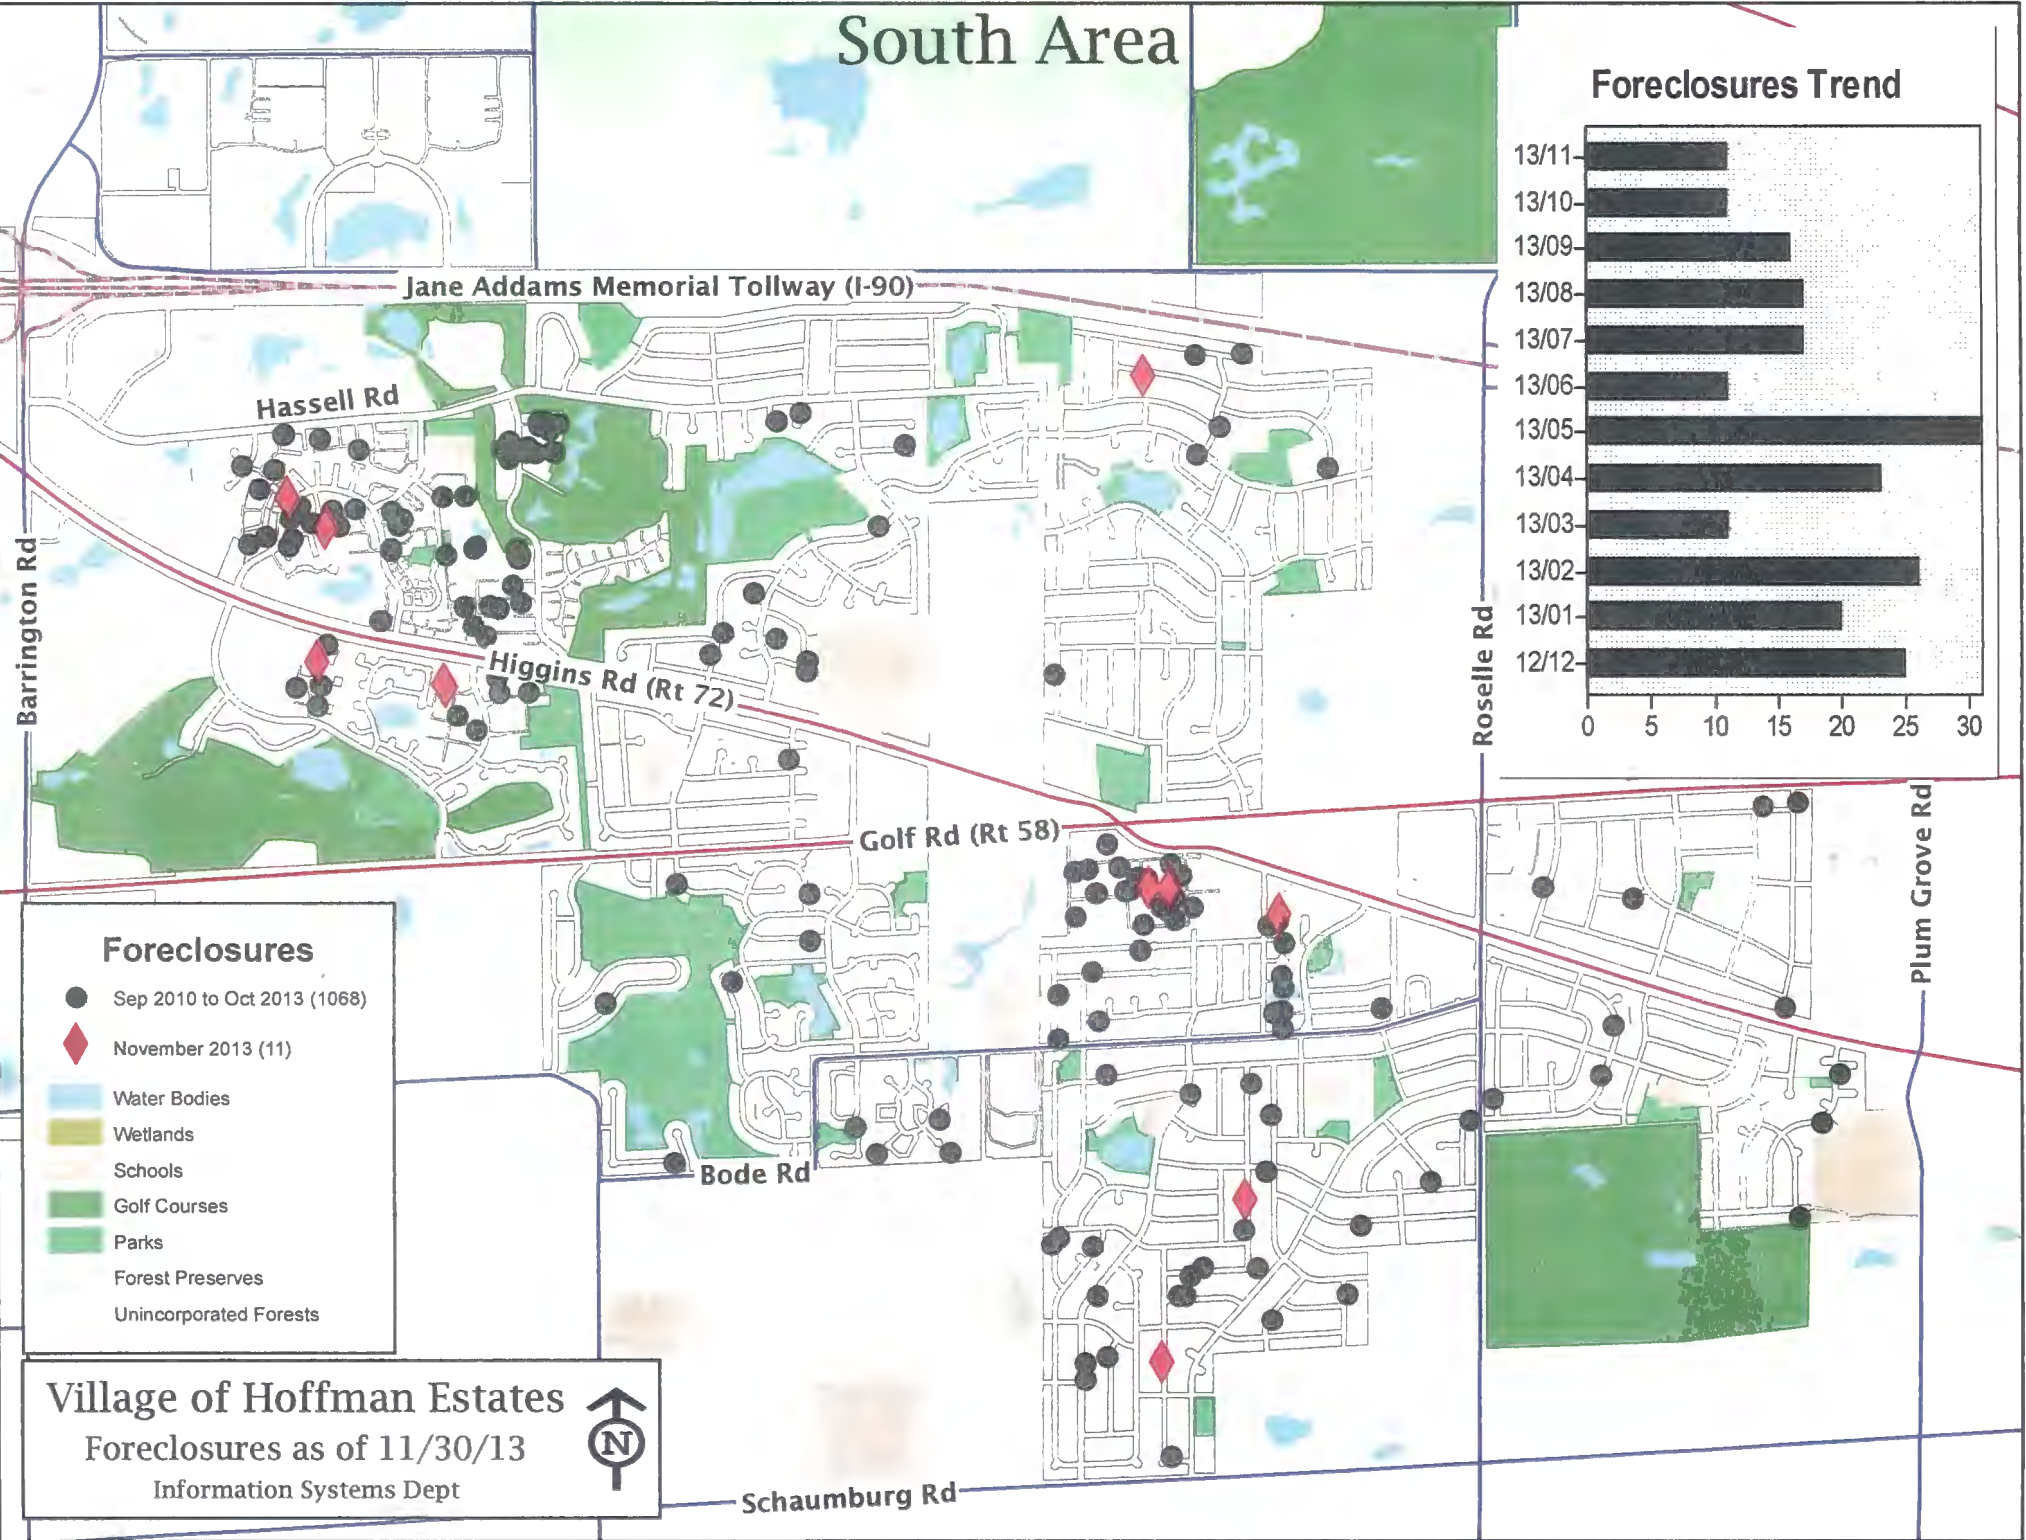 South Area
Foreclosures Trend
13/11
13/10
13/09
13/08
13/07
13/06
13/05
13/04
13/03
13/02
13/01
12/12
0 5 10 15 20 25 30
Jane Addams Memorial Tollway (I-90)
Hassell Rd
Barrington Rd
Higgins Rd (Rt 72)
Roselle Rd
Golf Rd (Rt 58)
Plum Grove Rd
Bode Rd
Schaumburg Rd
Foreclosures
Sep 2010 to Oct 2013 (1068)
November 2013 (11)
Water Bodies
Wetlands
Schools
Golf Courses
Parks
Forest Preserves
Unincorporated Forests
Village of Hoffman Estates
Foreclosures as of 11/30/13
Information Systems Dept
N